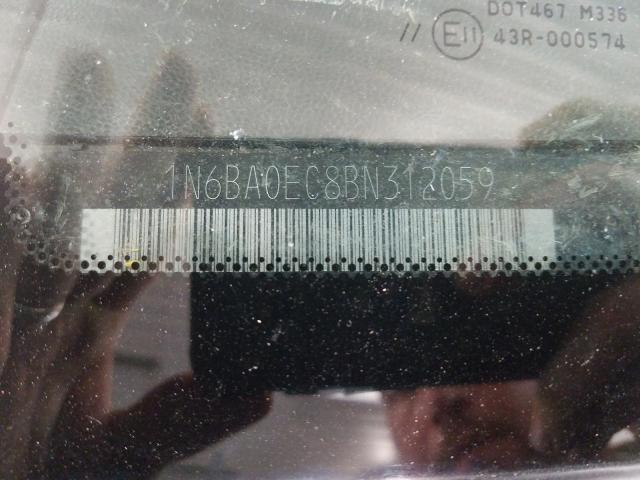 DOT467 M336
// E11 43R-000574
1N6BA0EC8BN312059